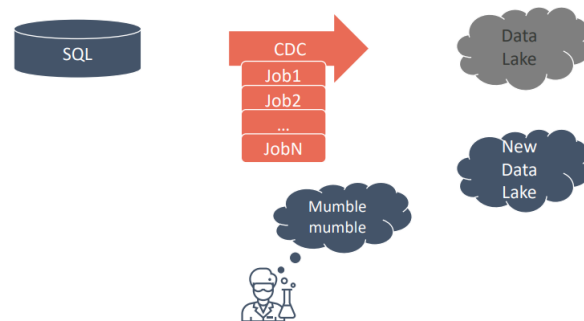 SQL
CDC
Job1
Job2
...
JobN
Data
Lake
New
Data
Lake
Mumble
mumble